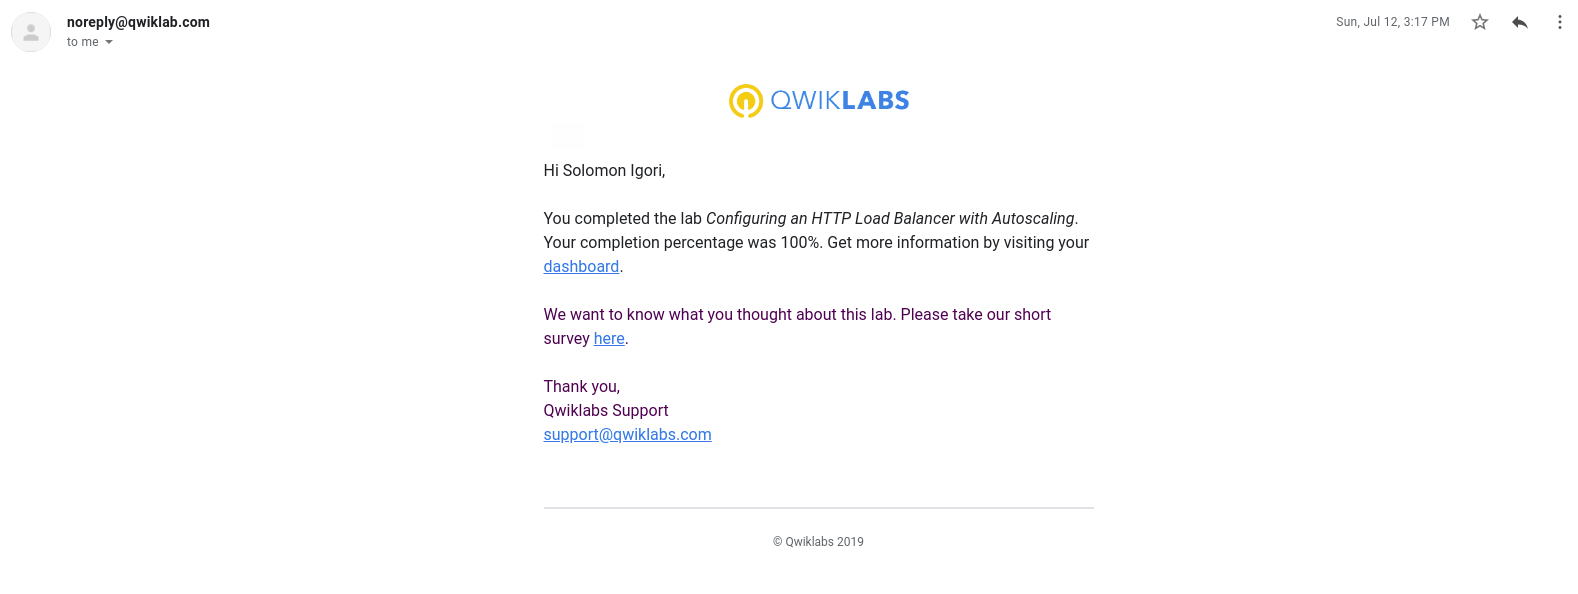 noreply@qwiklab.com
Sun, Jul 12, 3:17 PM
to me
QWIKLABS
Hi Solomon Igori,
You completed the lab Configuring an HTTP Load Balancer with Autoscaling.
Your completion percentage was 100%. Get more information by visiting your
dashboard.
We want to know what you thought about this lab. Please take our short
survey here.
Thank you,
Qwiklabs Support
support@qwiklabs.com
© Qwiklabs 2019